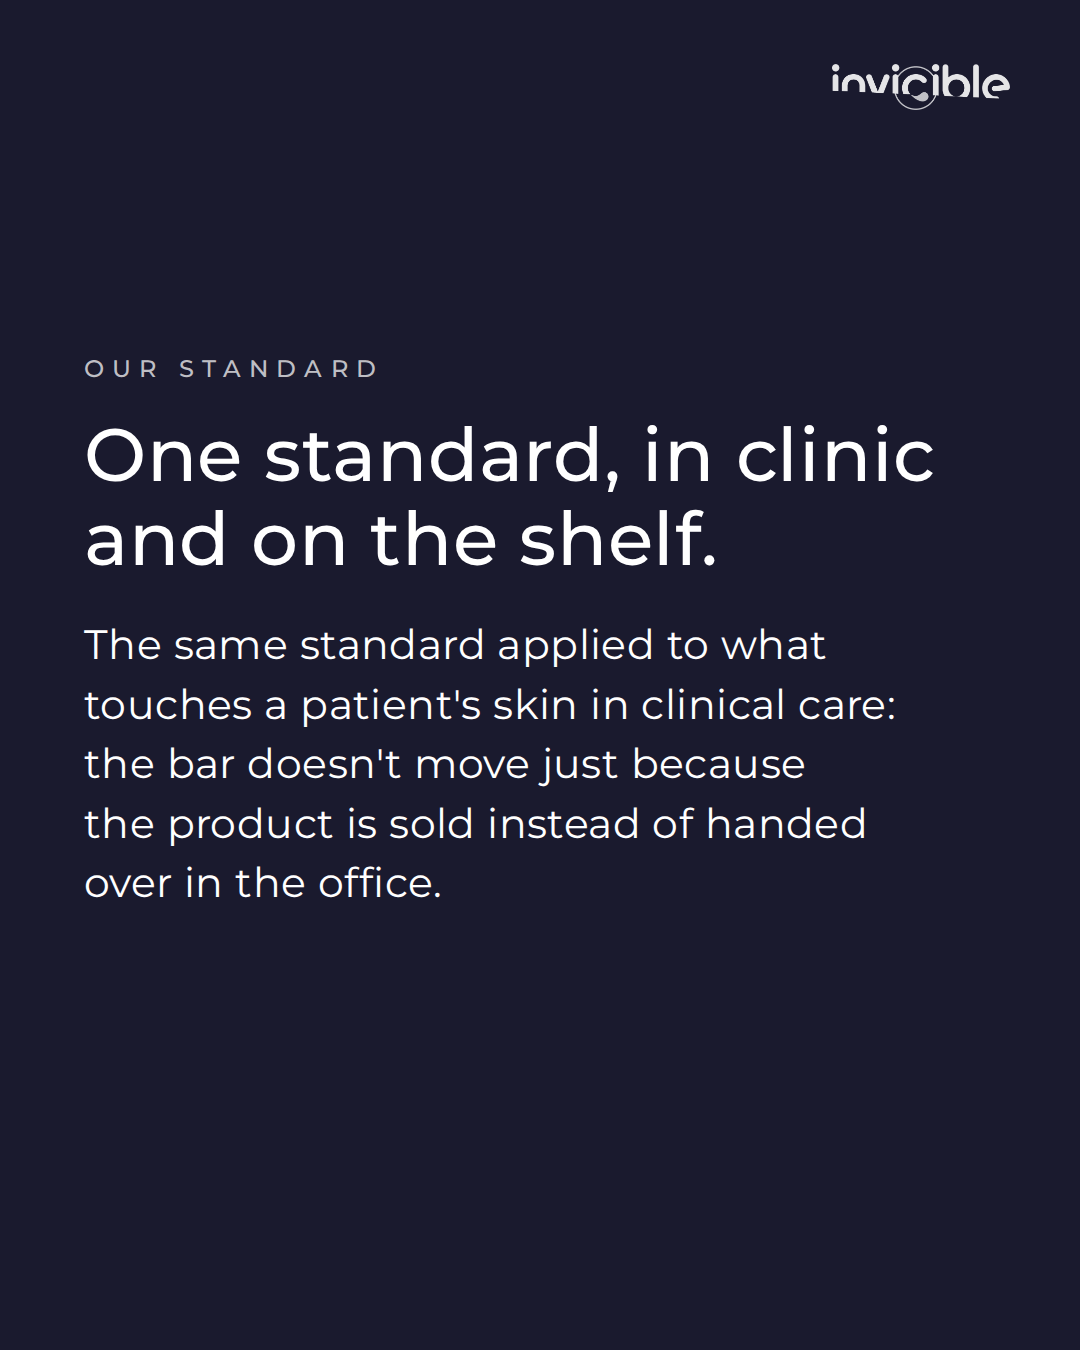 invicible
OUR STANDARD
One standard, in clinic
and on the shelf.
The same standard applied to what
touches a patient's skin in clinical care:
the bar doesn't move just because
the product is sold instead of handed
over in the office.